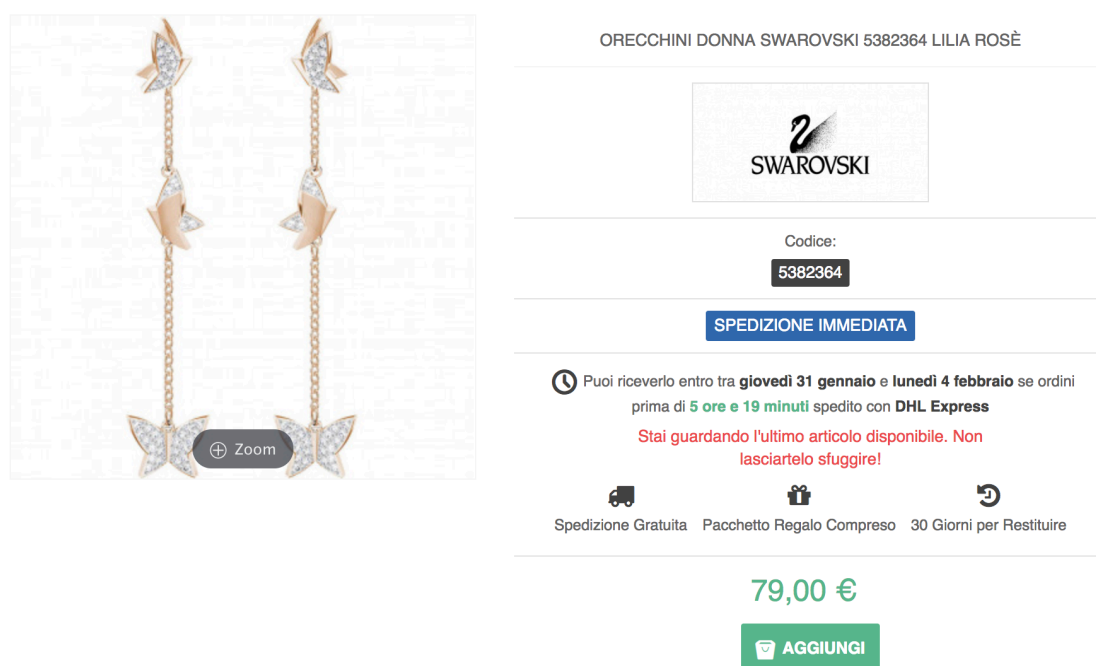 ORECCHINI DONNA SWAROVSKI 5382364 LILIA ROSÈ
SWAROVSKI
Codice:
5382364
SPEDIZIONE IMMEDIATA
Puoi riceverlo entro tra giovedì 31 gennaio e lunedì 4 febbraio se ordini
prima di 5 ore e 19 minuti spedito con DHL Express
Stai guardando l'ultimo articolo disponibile. Non
lasciartelo sfuggire!
Spedizione Gratuita
Pacchetto Regalo Compreso
30 Giorni per Restituire
79,00 €
AGGIUNGI
Zoom